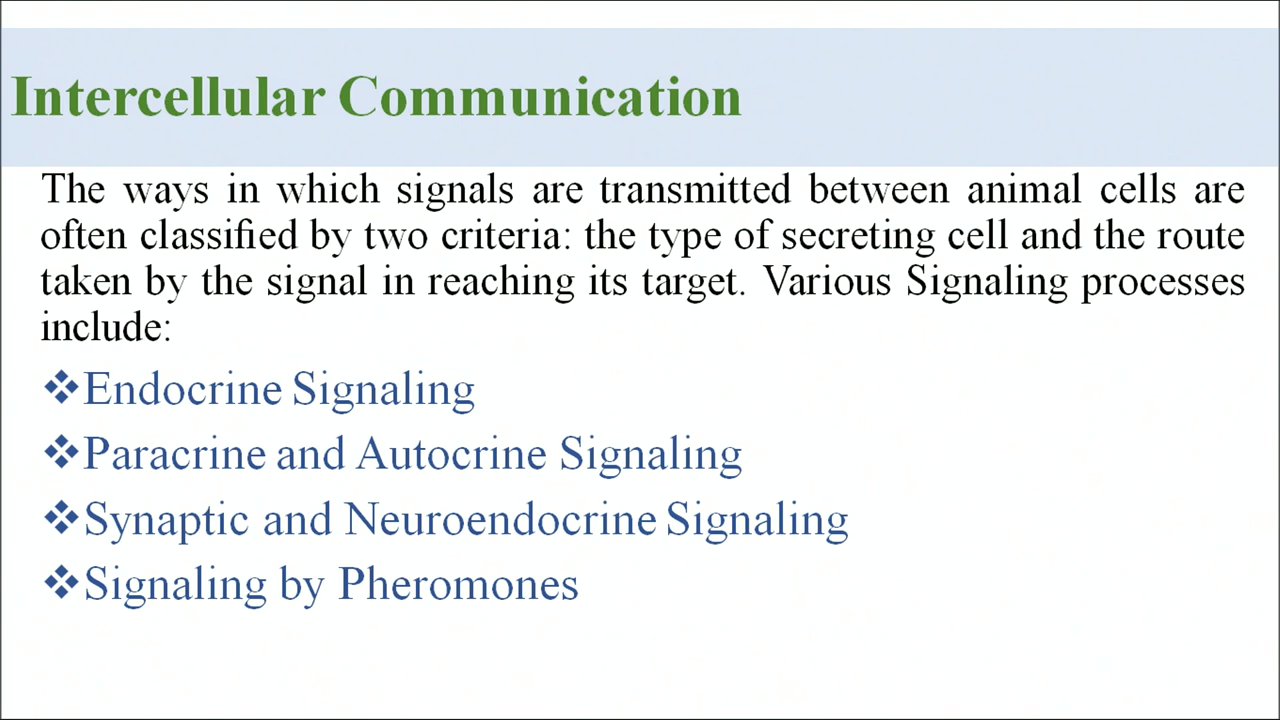 Intercellular Communication
The ways in which signals are transmitted between animal cells are
often classified by two criteria: the type of secreting cell and the route
taken by the signal in reaching its target. Various Signaling processes
include:
❖Endocrine Signaling
❖Paracrine and Autocrine Signaling
❖Synaptic and Neuroendocrine Signaling
❖Signaling by Pheromones